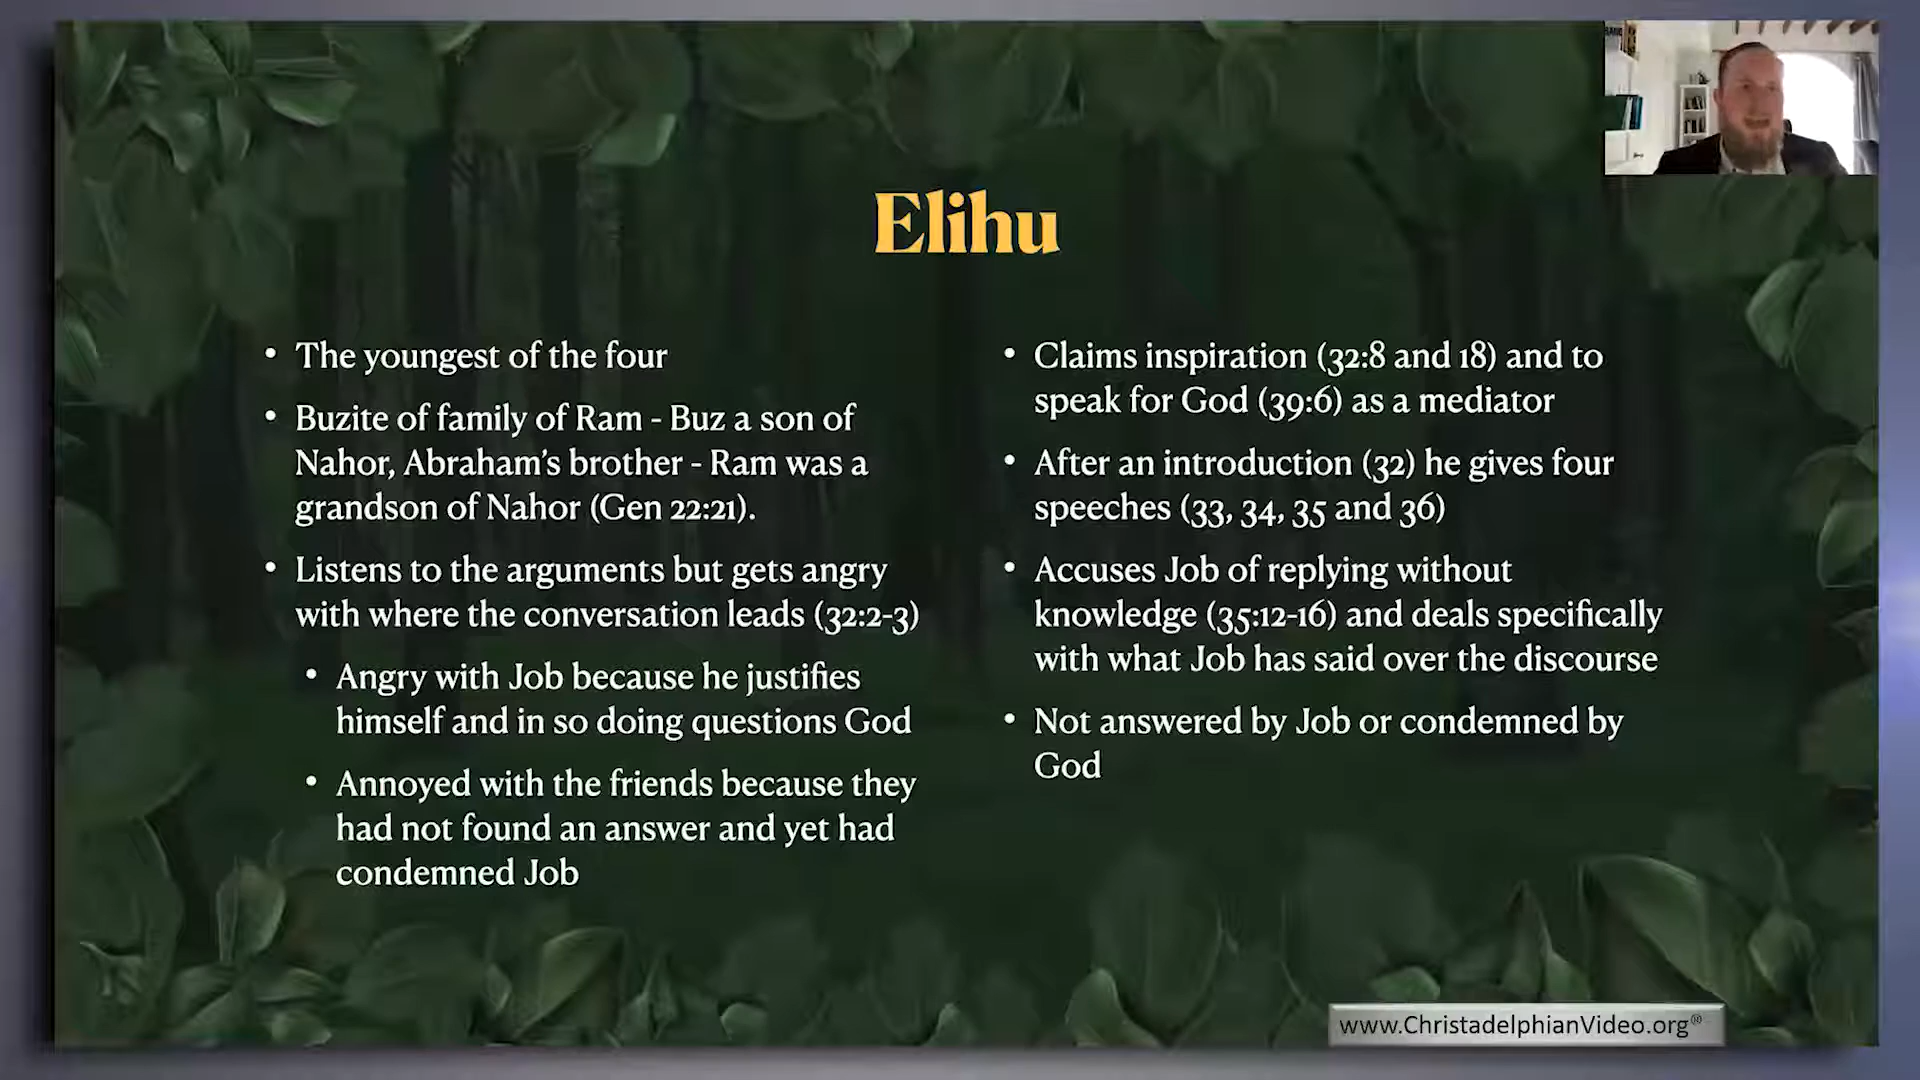 Elihu
• The youngest of the four
• Buzite of family of Ram - Buz a son of
Nahor, Abraham's brother - Ram was a
grandson of Nahor (Gen 22:21).
• Listens to the arguments but gets angry
with where the conversation leads (32:2-3)
• Angry with Job because he justifies
himself and in so doing questions God
• Annoyed with the friends because they
had not found an answer and yet had
condemned Job
• Claims inspiration (32:8 and 18) and to
speak for God (39:6) as a mediator
• After an introduction (32) he gives four
speeches (33, 34, 35 and 36)
• Accuses Job of replying without
knowledge (35:12-16) and deals specifically
with what Job has said over the discourse
• Not answered by Job or condemned by
God
www.ChristadelphianVideo.org®